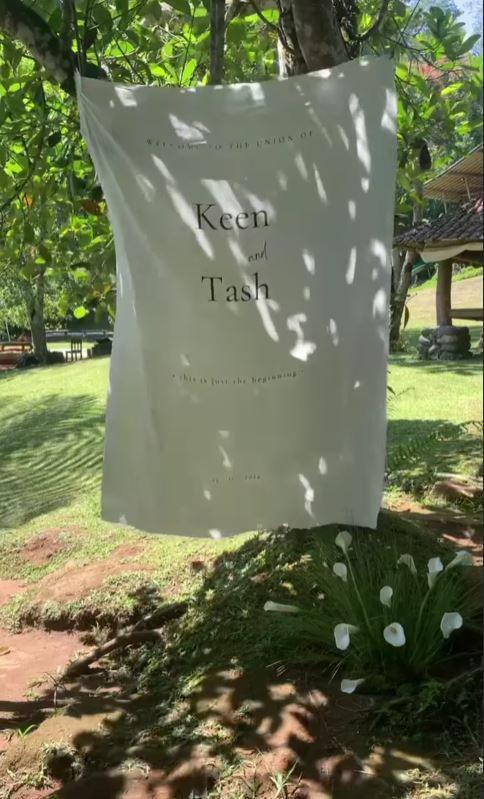 WELCOME TO THE UNION OF
Keen
and
Tash
"this is just the beginning"